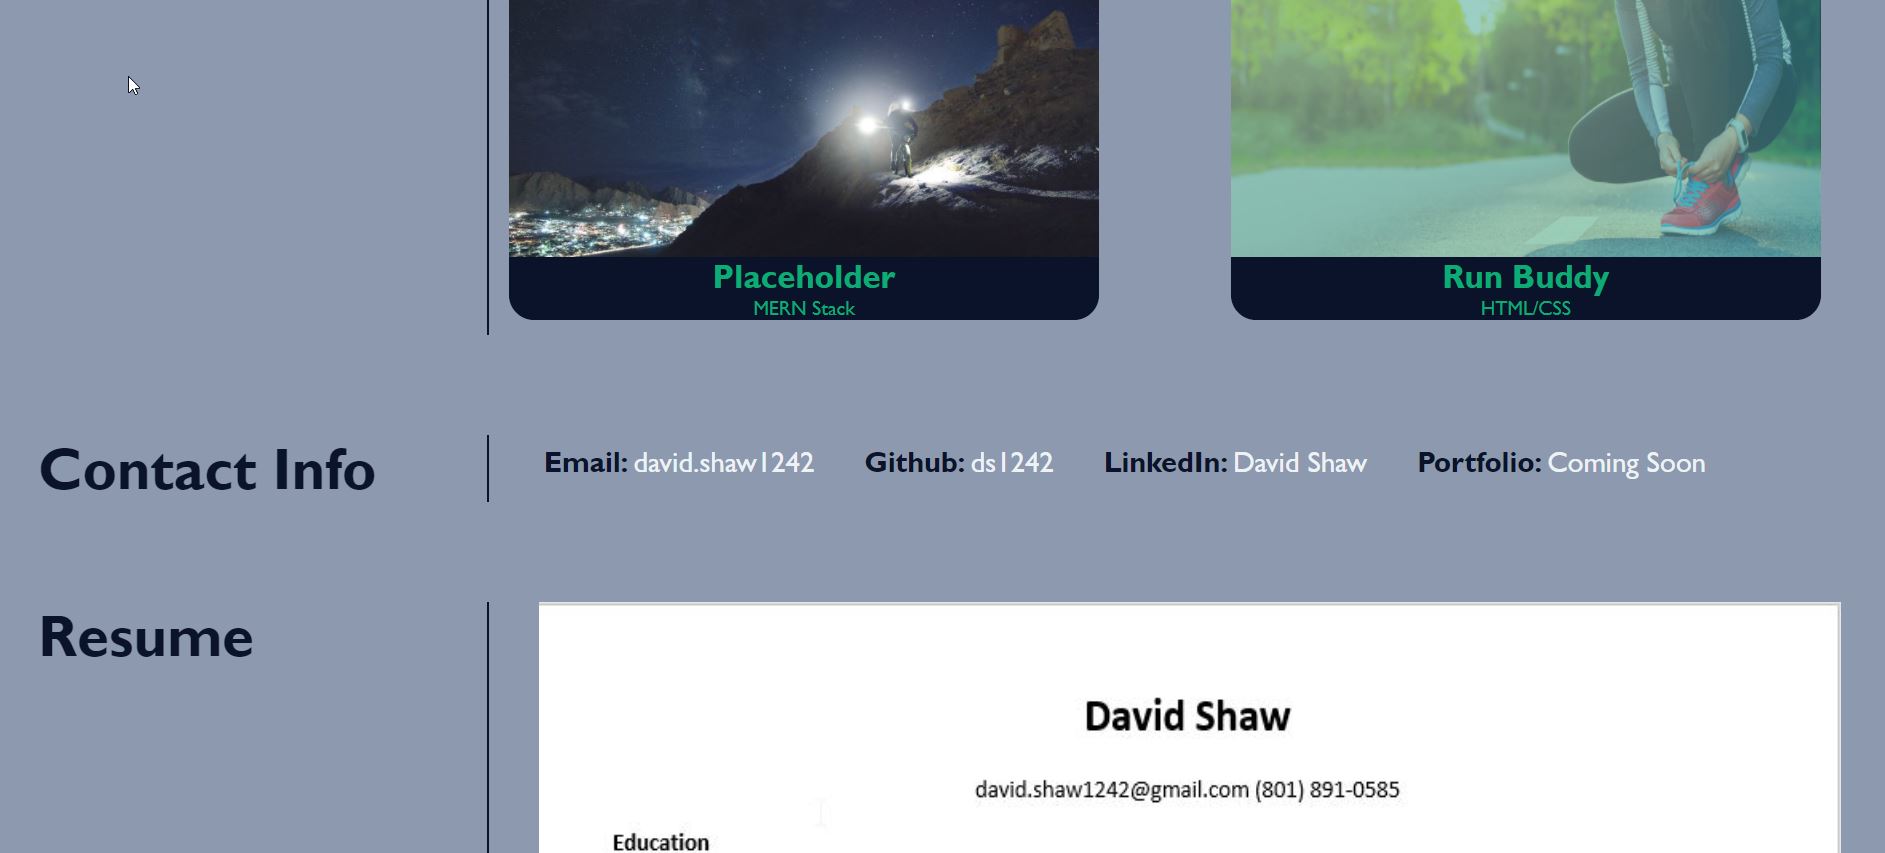 Placeholder
MERN Stack
Run Buddy
HTML/CSS
Contact Info
Email: david.shaw1242 Github: ds1242 LinkedIn: David Shaw Portfolio: Coming Soon
Resume
David Shaw
david.shaw1242@gmail.com (801) 891-0585
Education